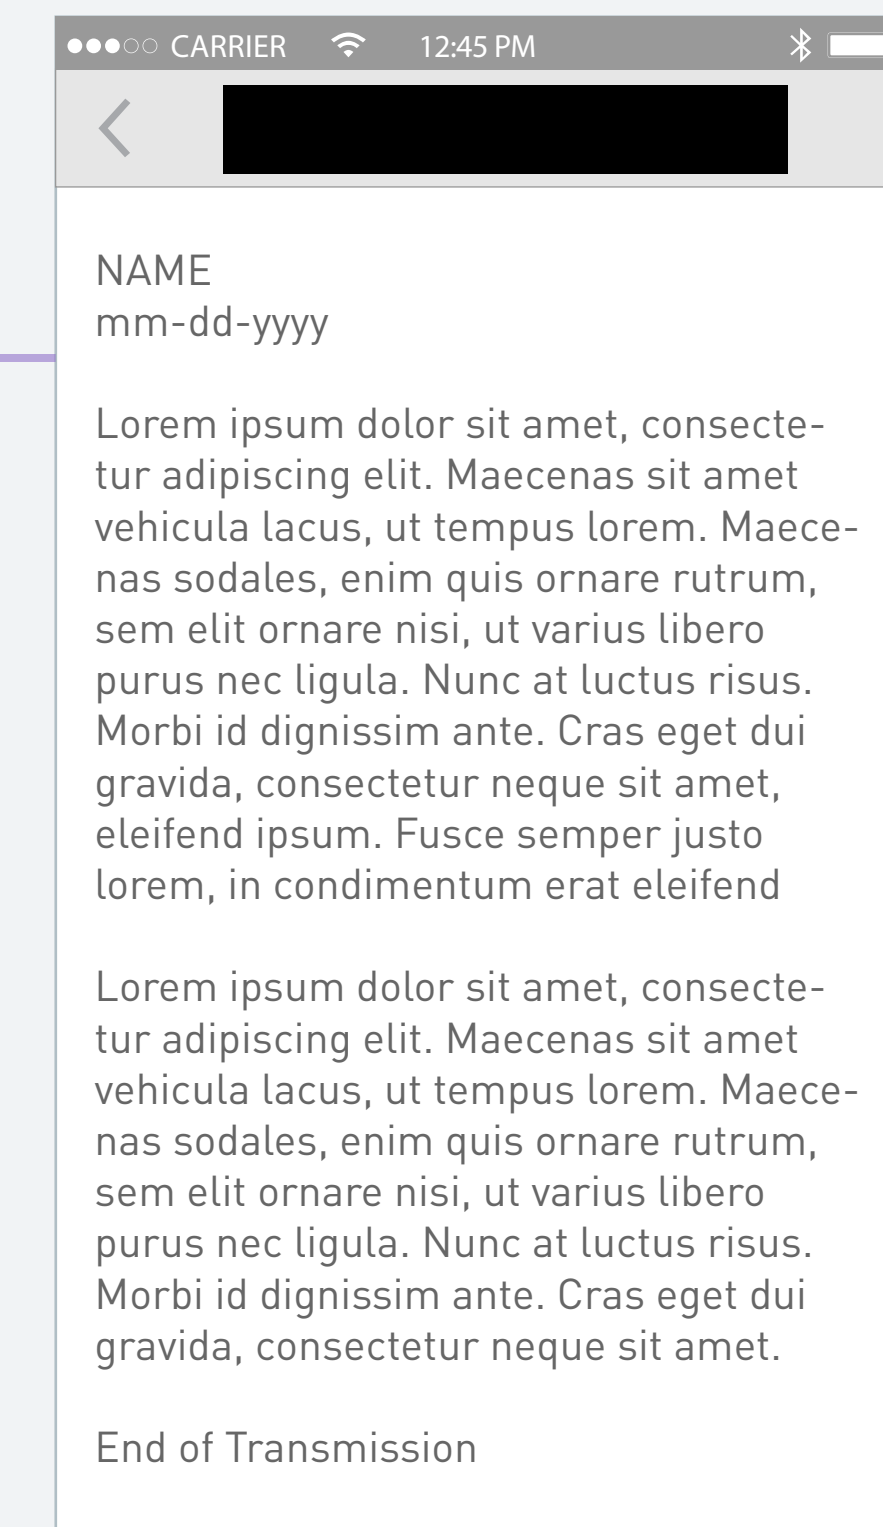 CARRIER 12:45 PM
NAME
mm-dd-yyyy
Lorem ipsum dolor sit amet, consecte-
tur adipiscing elit. Maecenas sit amet
vehicula lacus, ut tempus lorem. Maece-
nas sodales, enim quis ornare rutrum,
sem elit ornare nisi, ut varius libero
purus nec ligula. Nunc at luctus risus.
Morbi id dignissim ante. Cras eget dui
gravida, consectetur neque sit amet,
eleifend ipsum. Fusce semper justo
lorem, in condimentum erat eleifend
Lorem ipsum dolor sit amet, consecte-
tur adipiscing elit. Maecenas sit amet
vehicula lacus, ut tempus lorem. Maece-
nas sodales, enim quis ornare rutrum,
sem elit ornare nisi, ut varius libero
purus nec ligula. Nunc at luctus risus.
Morbi id dignissim ante. Cras eget dui
gravida, consectetur neque sit amet.
End of Transmission